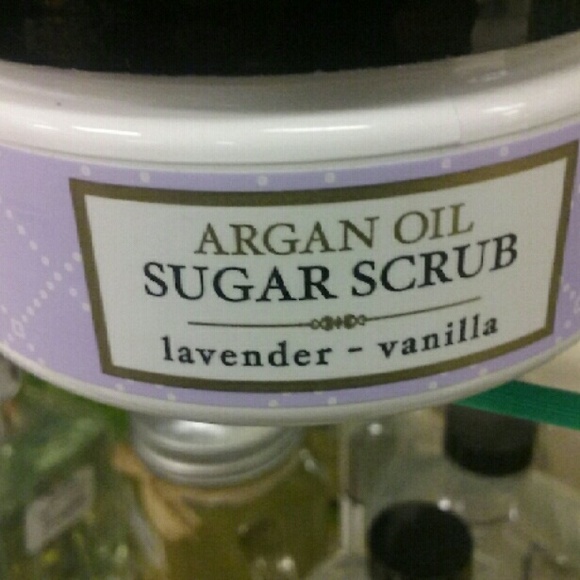 ARGAN OIL
SUGAR SCRUB
lavender - vanilla